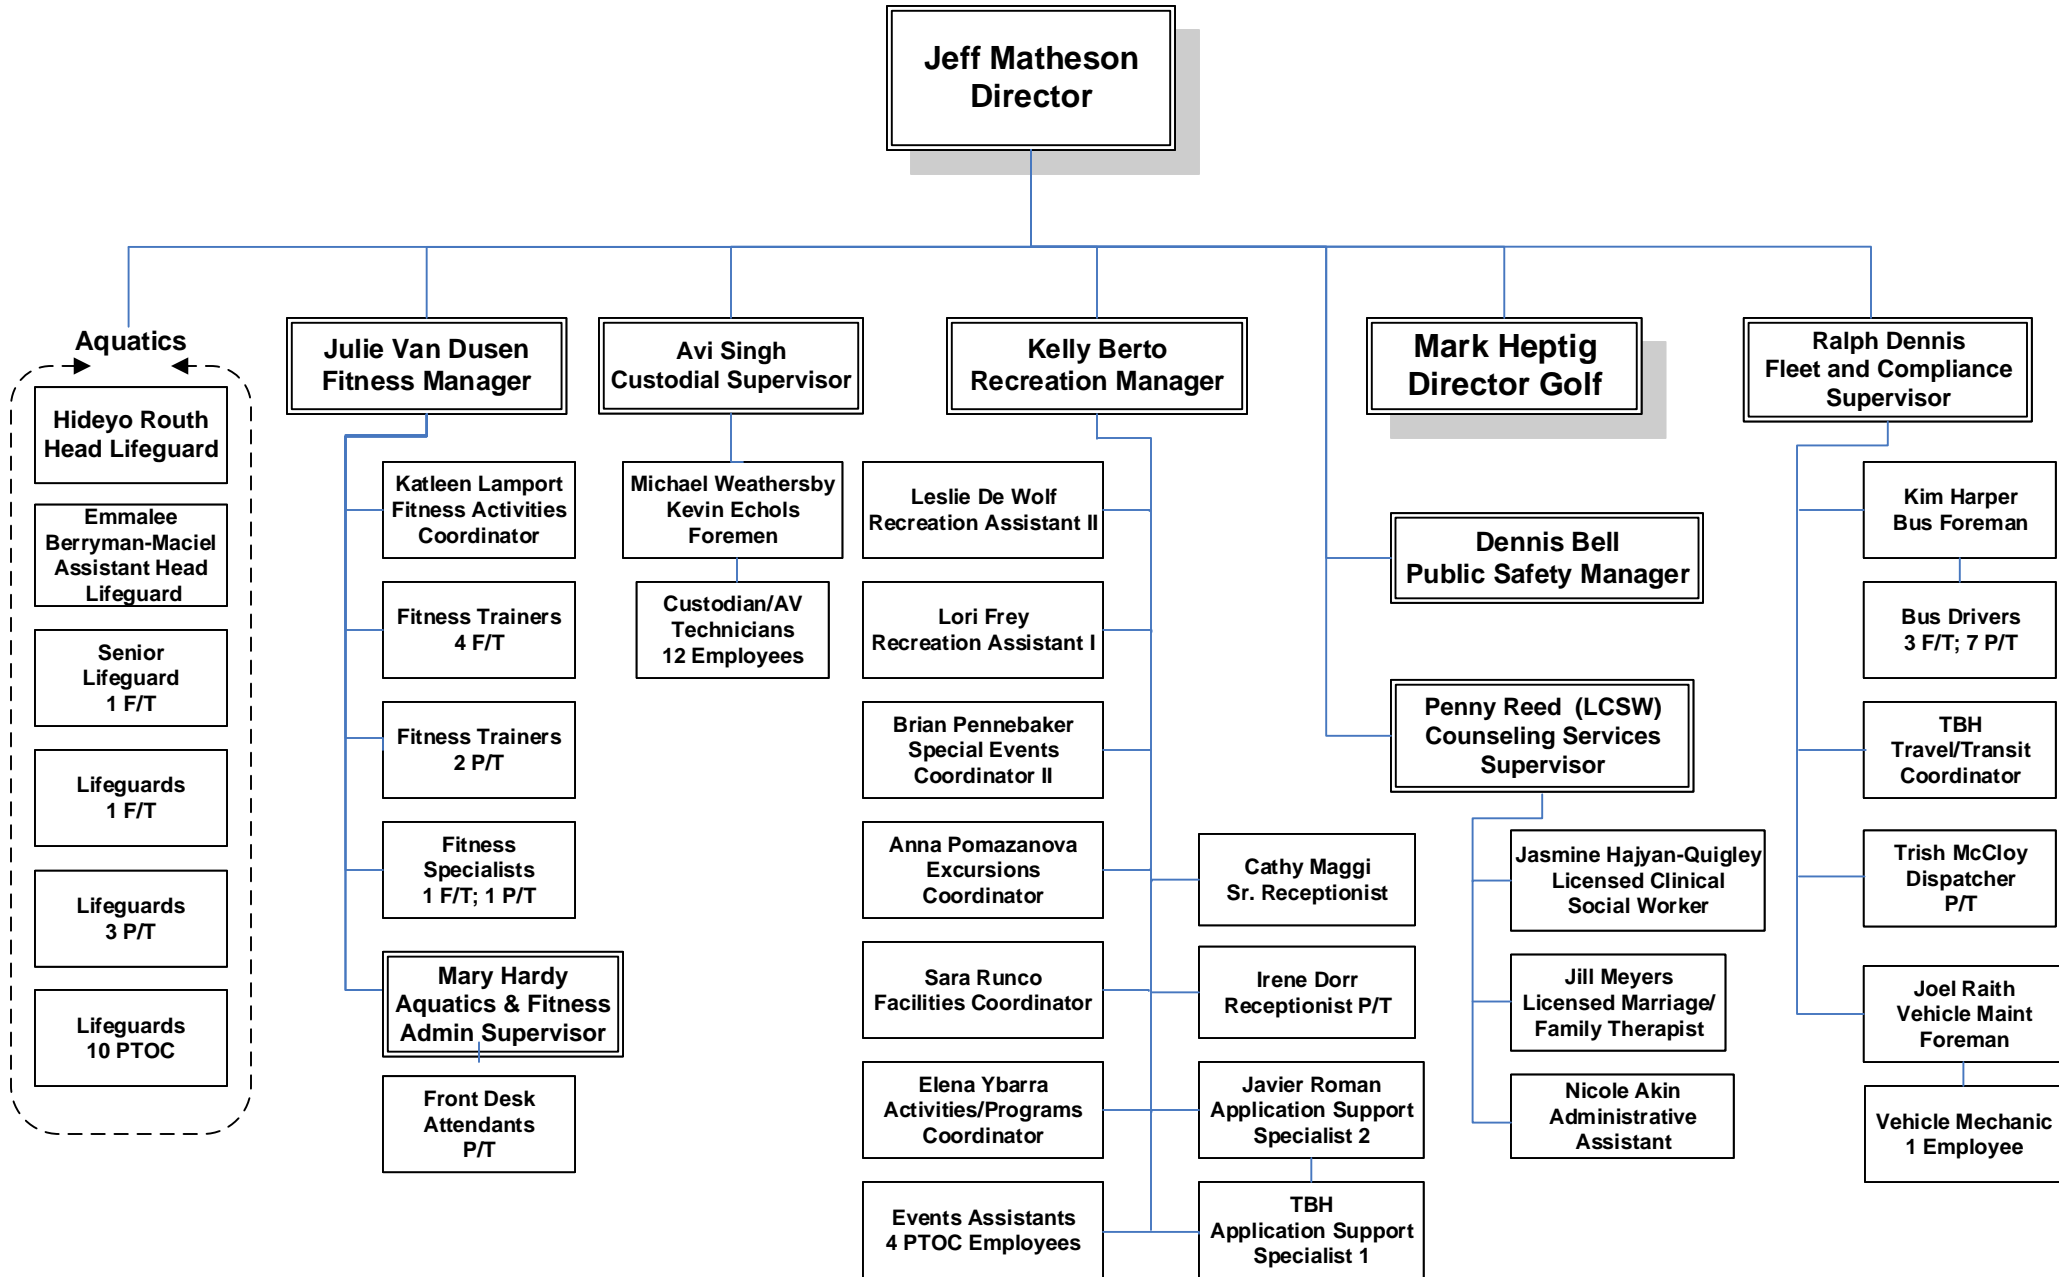 Jeff Matheson
Director
Aquatics
Hideyo Routh
Head Lifeguard
Emmalee
Berryman-Maciel
Assistant Head
Lifeguard
Senior
Lifeguard
1 F/T
Lifeguards
1 F/T
Lifeguards
3 P/T
Lifeguards
10 PTOC
Julie Van Dusen
Fitness Manager
Katleen Lamport
Fitness Activities
Coordinator
Fitness Trainers
4 F/T
Fitness Trainers
2 P/T
Fitness
Specialists
1 F/T; 1 P/T
Mary Hardy
Aquatics & Fitness
Admin Supervisor
Front Desk
Attendants
P/T
Avi Singh
Custodial Supervisor
Michael Weathersby
Kevin Echols
Foremen
Custodian/AV
Technicians
12 Employees
Kelly Berto
Recreation Manager
Leslie De Wolf
Recreation Assistant II
Lori Frey
Recreation Assistant I
Brian Pennebaker
Special Events
Coordinator II
Anna Pomazanova
Excursions
Coordinator
Sara Runco
Facilities Coordinator
Elena Ybarra
Activities/Programs
Coordinator
Events Assistants
4 PTOC Employees
Cathy Maggi
Sr. Receptionist
Irene Dorr
Receptionist P/T
Javier Roman
Application Support
Specialist 2
TBH
Application Support
Specialist 1
Mark Heptig
Director Golf
Dennis Bell
Public Safety Manager
Penny Reed  (LCSW)
Counseling Services
Supervisor
Jasmine Hajyan-Quigley
Licensed Clinical
Social Worker
Jill Meyers
Licensed Marriage/
Family Therapist
Nicole Akin
Administrative
Assistant
Ralph Dennis
Fleet and Compliance
Supervisor
Kim Harper
Bus Foreman
Bus Drivers
3 F/T; 7 P/T
TBH
Travel/Transit
Coordinator
Trish McCloy
Dispatcher
P/T
Joel Raith
Vehicle Maint
Foreman
Vehicle Mechanic
1 Employee